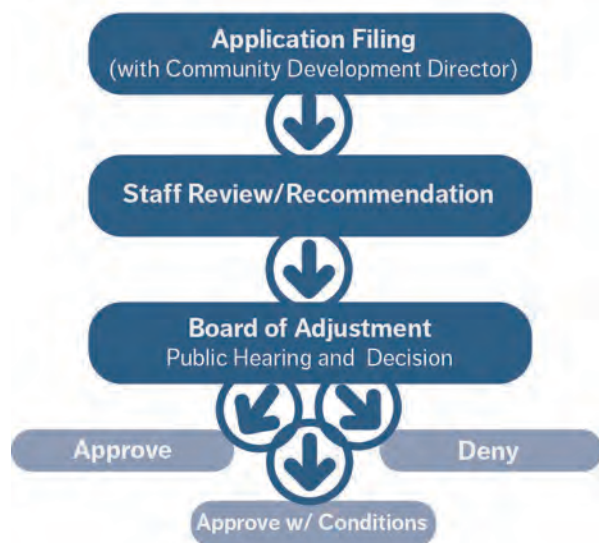 Application Filing
(with Community Development Director)
Staff Review/Recommendation
Board of Adjustment
Public Hearing and Decision
Approve
Deny
Approve w/ Conditions